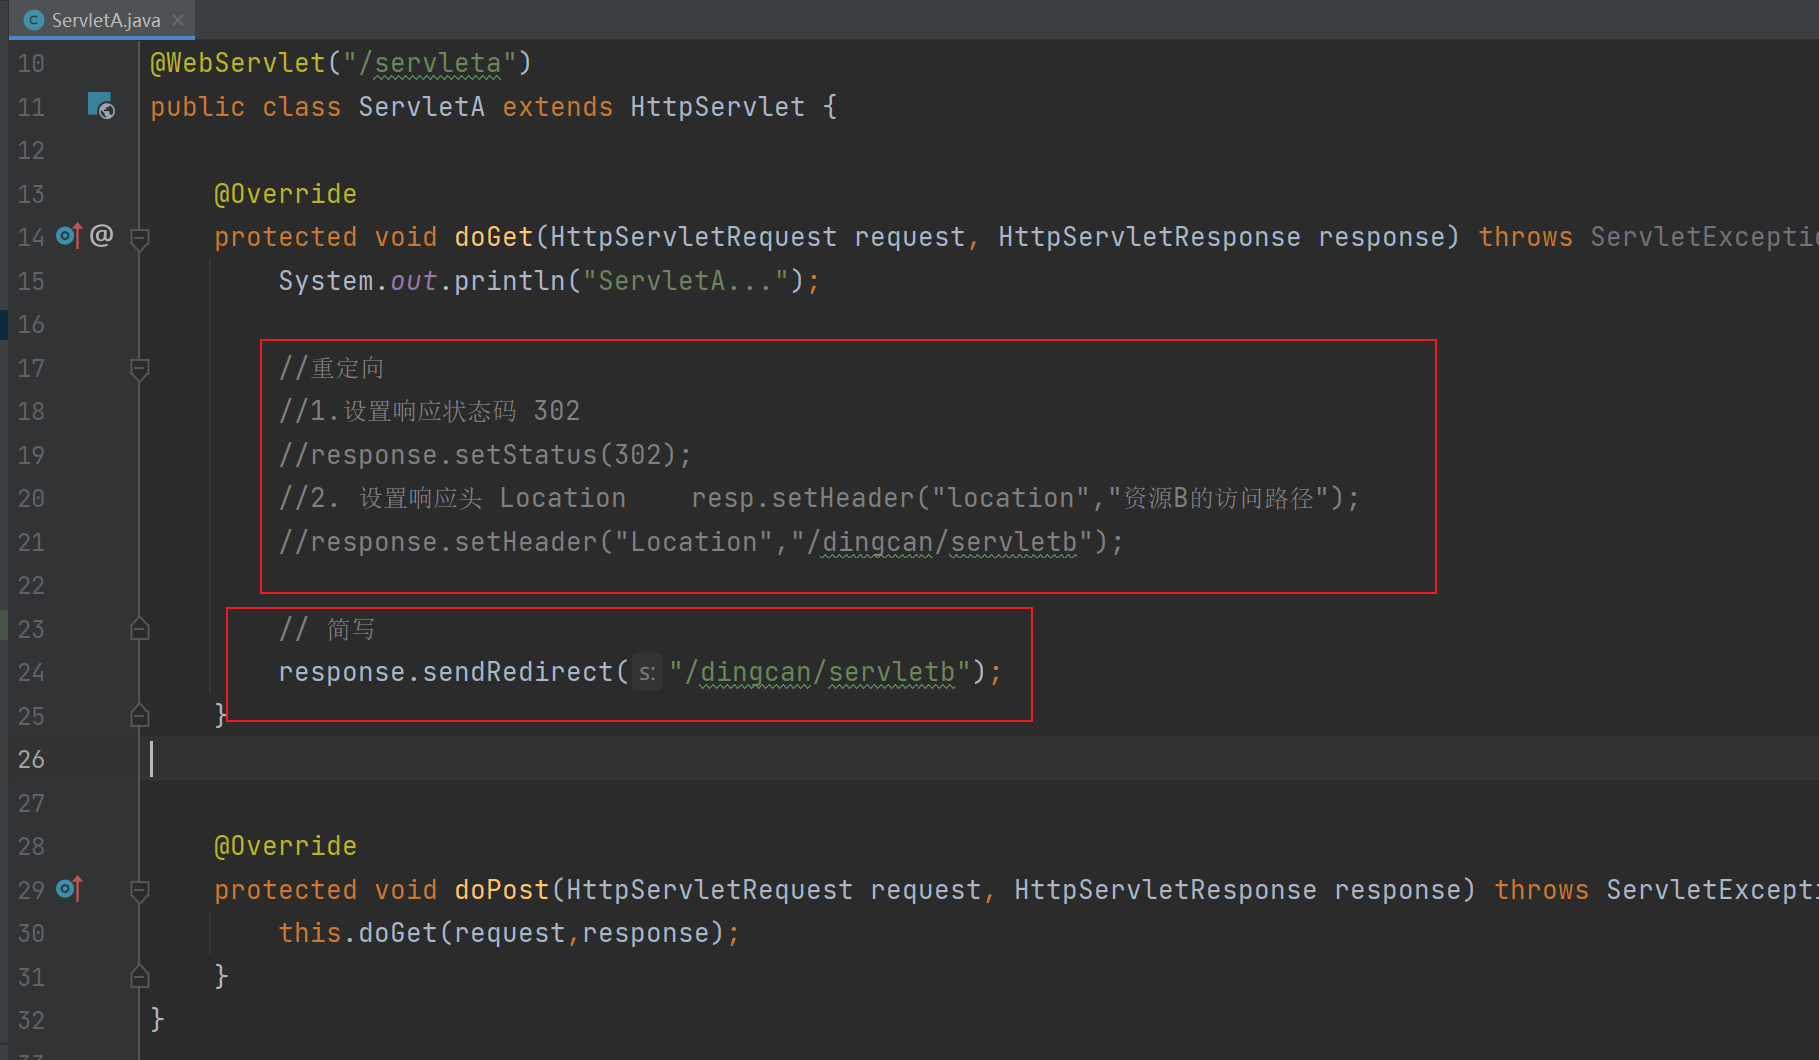 ServletA.java
10 @WebServlet("/servleta")
11 public class ServletA extends HttpServlet {
12
13 @Override
14 protected void doGet(HttpServletRequest request, HttpServletResponse response) throws ServletExceptio
15 System.out.println("ServletA...");
16
17 //重定向
18 //1.设置响应状态码 302
19 //response.setStatus(302);
20 //2. 设置响应头 Location    resp.setHeader("location","资源B的访问路径");
21 //response.setHeader("Location","/dingcan/servletb");
22
23 // 简写
24 response.sendRedirect( s: "/dingcan/servletb");
25 }
26
27
28 @Override
29 protected void doPost(HttpServletRequest request, HttpServletResponse response) throws ServletExcepti
30 this.doGet(request,response);
31 }
32 }